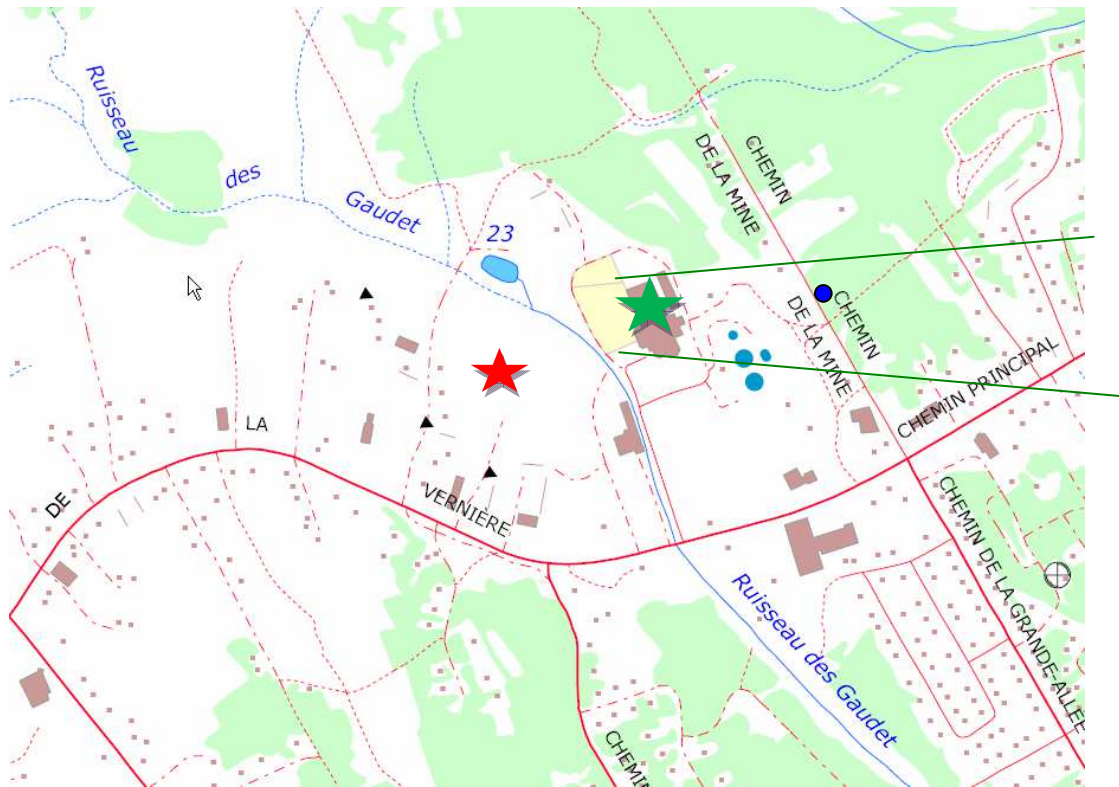 Ruisseau
des
Gaudet
23
CHEMIN
DE LA MINE
CHEMIN
DE LA MINE
CHEMIN PRINCIPAL
LA
DE
VERNIÈRE
CHEMIN DE LA GRANDE-ALLÉE
Ruisseau des Gaudet
CHEMIN